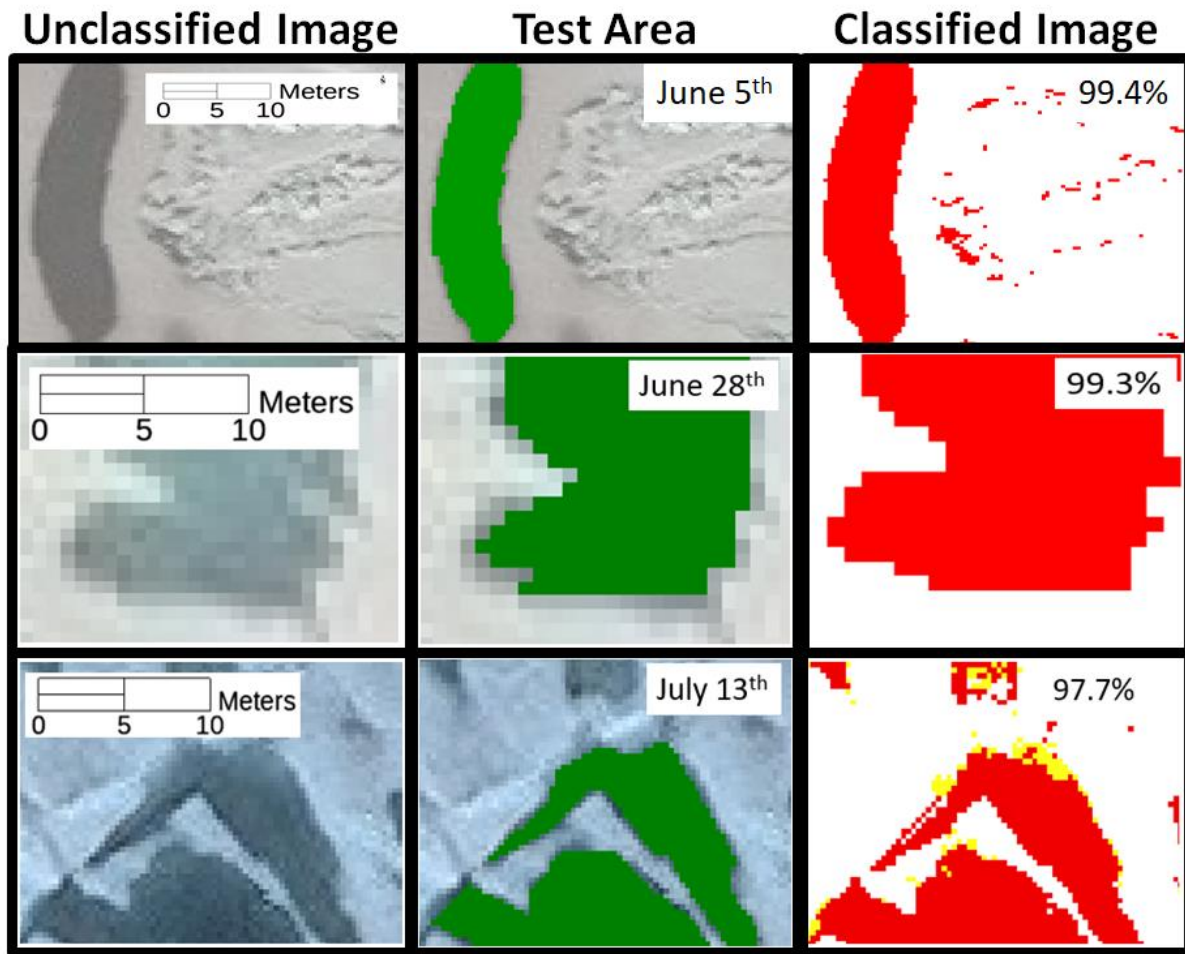 Unclassified Image
Test Area
Classified Image
Meters
0 5 10
June 5th
99.4%
Meters
0 5 10
June 28th
99.3%
Meters
0 5 10
July 13th
97.7%